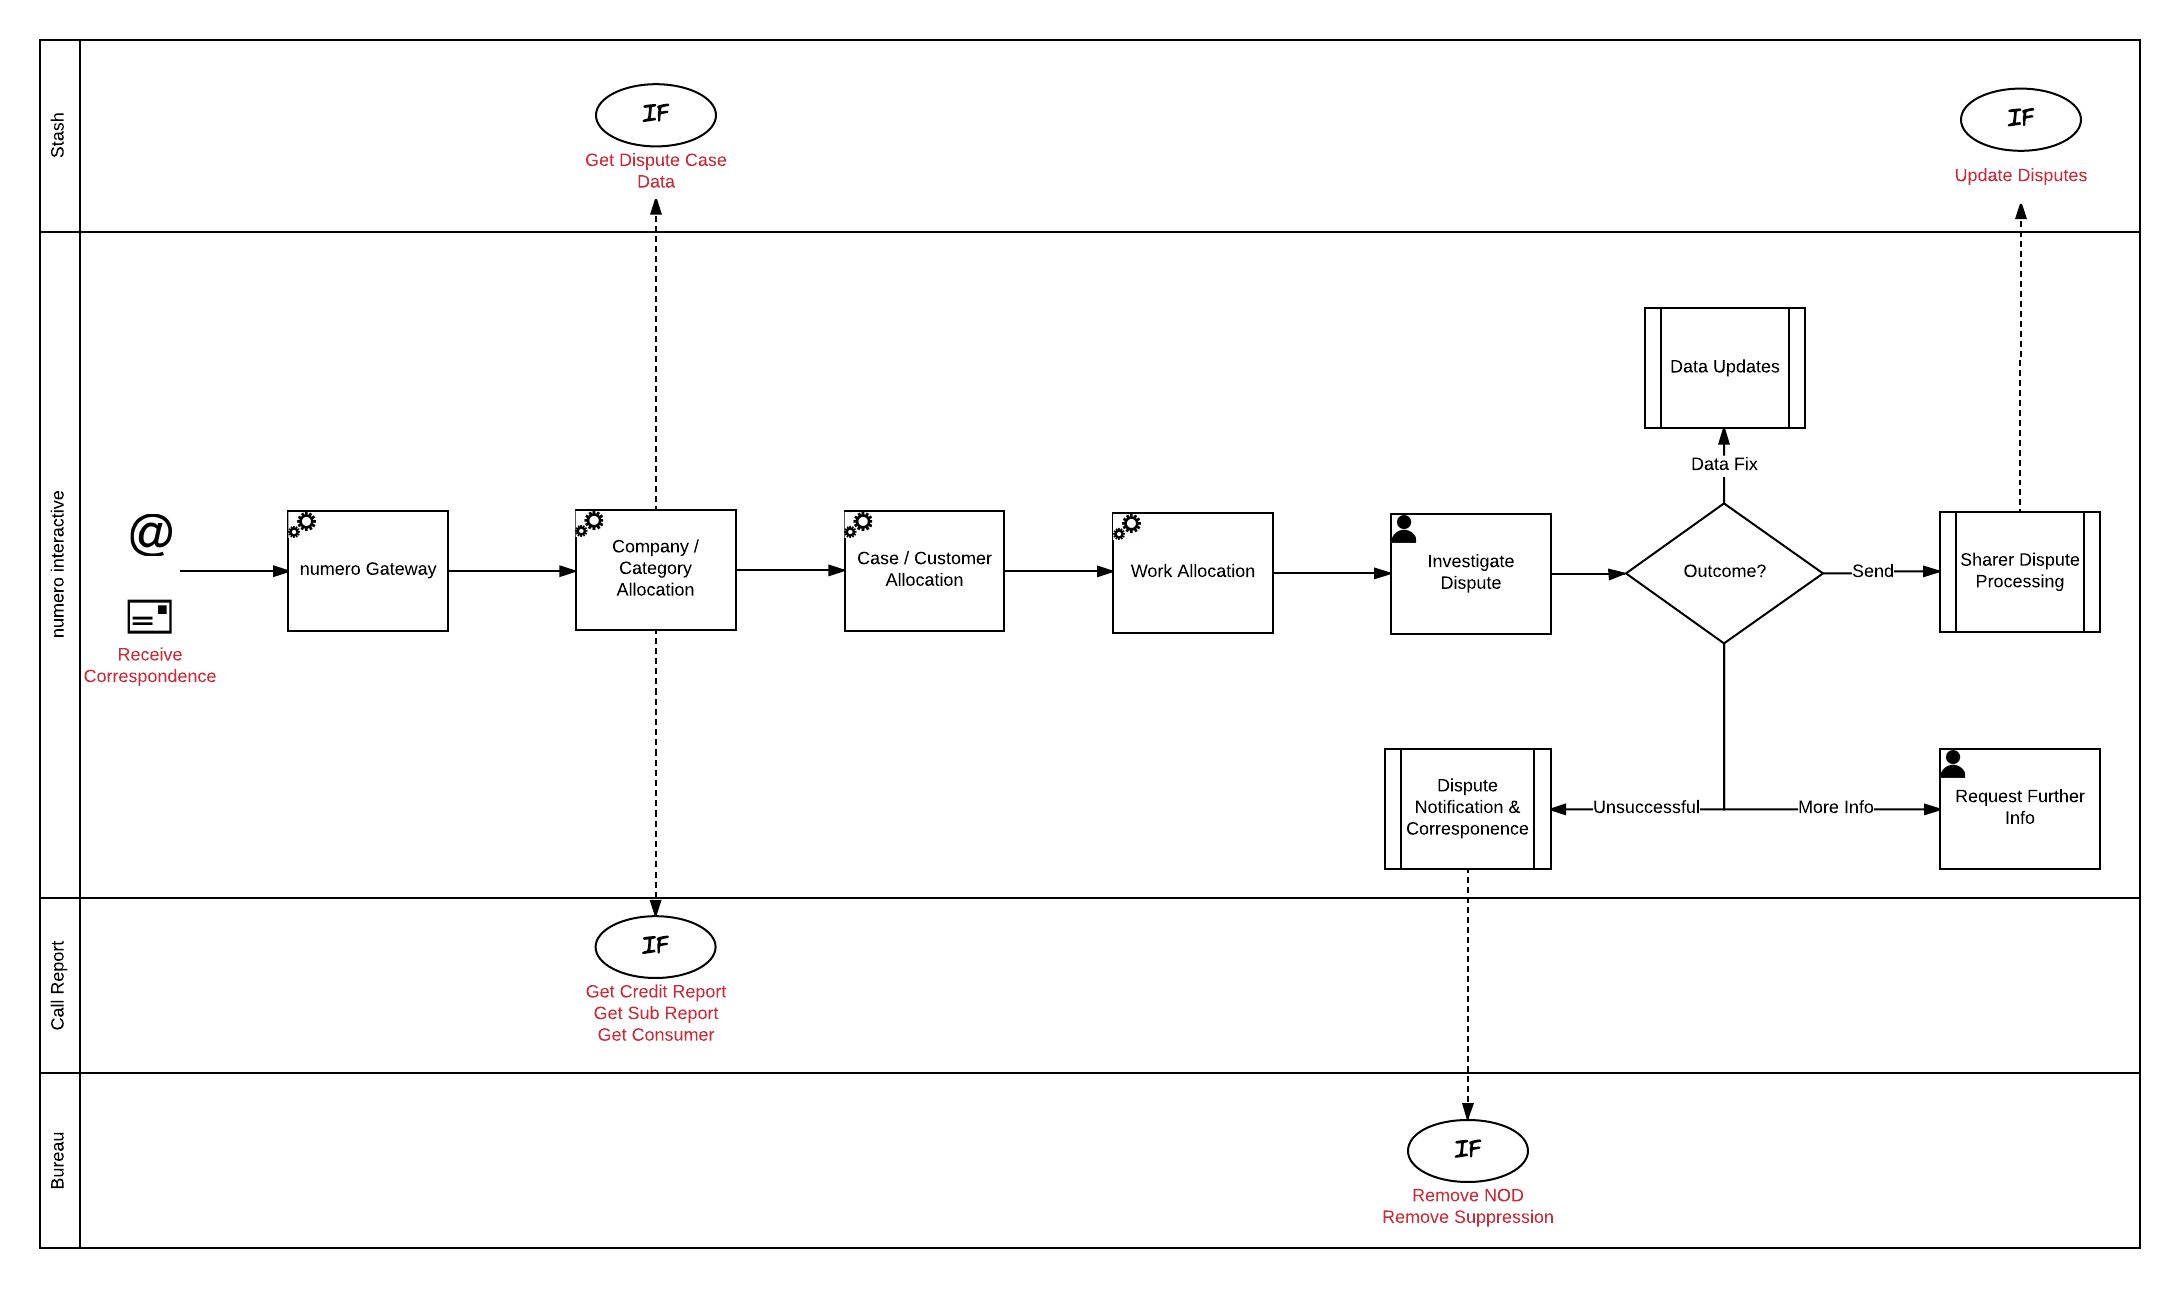 Stash
IF
Get Dispute Case
Data
IF
Update Disputes
numero interactive
@
Receive
Correspondence
numero Gateway
Company /
Category
Allocation
Case / Customer
Allocation
Work Allocation
Investigate
Dispute
Outcome?
Data Fix
Data Updates
Send
Sharer Dispute
Processing
Unsuccessful
Dispute
Notification &
Corresponence
More Info
Request Further
Info
Call Report
IF
Get Credit Report
Get Sub Report
Get Consumer
Bureau
IF
Remove NOD
Remove Suppression